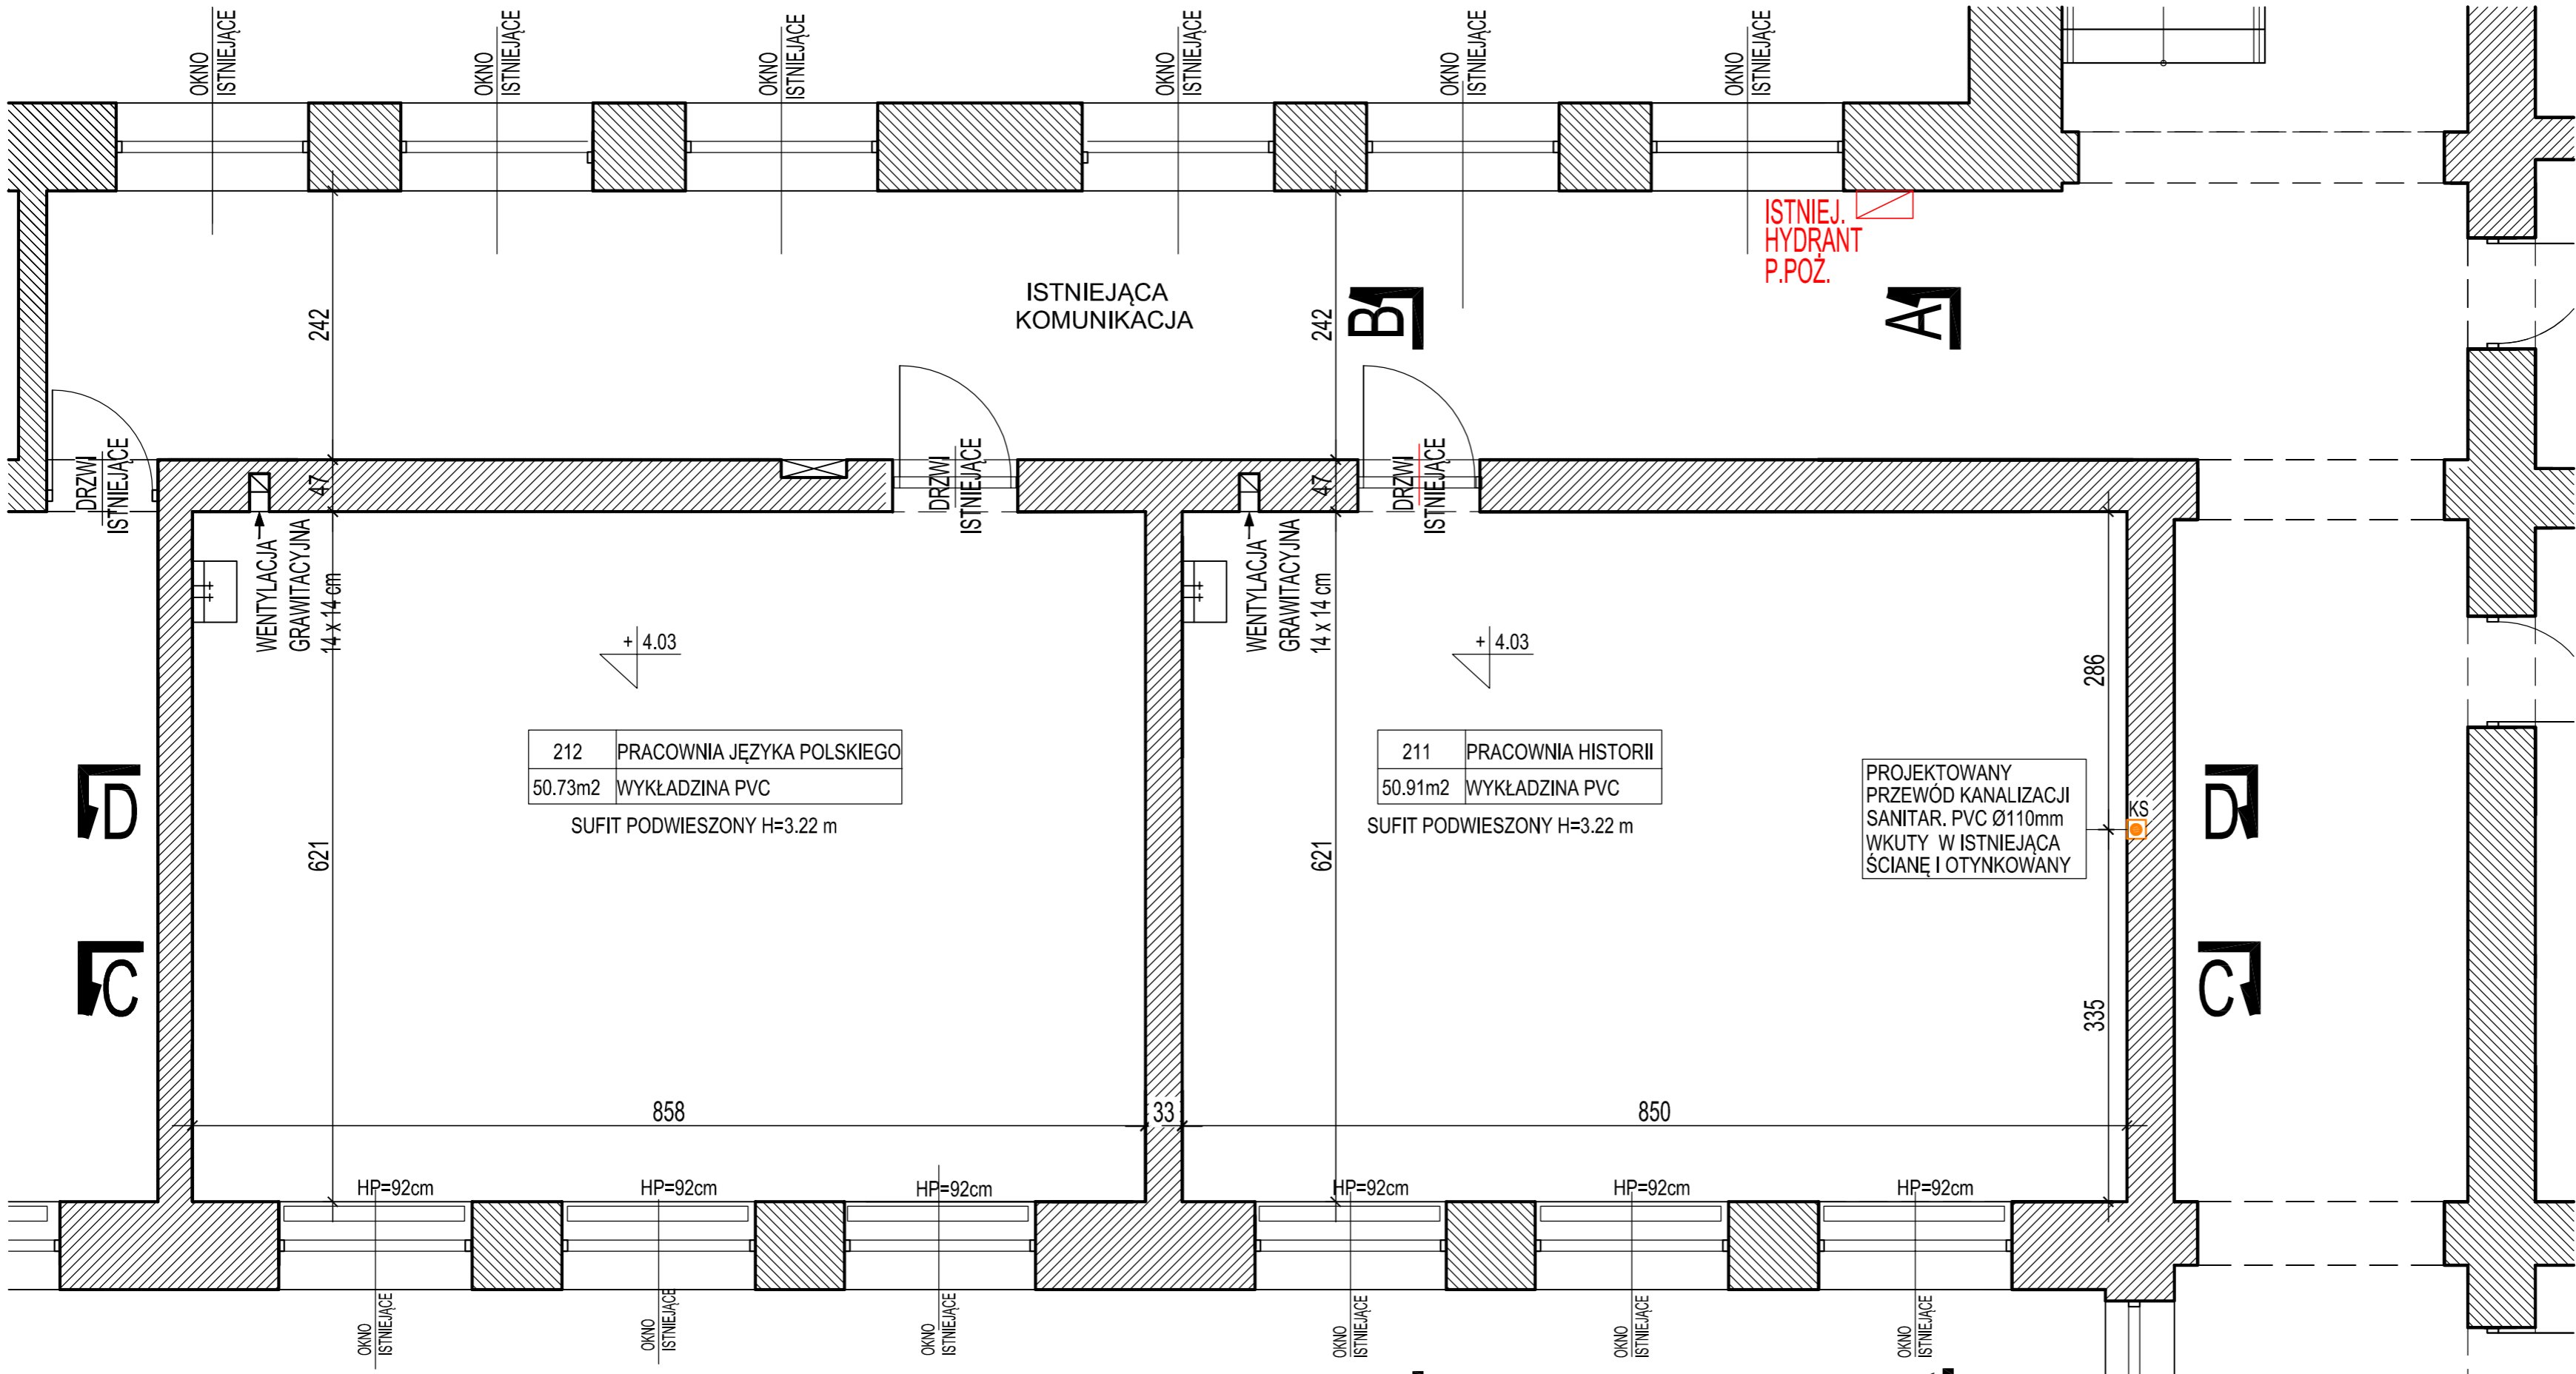 OKNO
ISTNIEJĄCE
OKNO
ISTNIEJĄCE
OKNO
ISTNIEJĄCE
OKNO
ISTNIEJĄCE
OKNO
ISTNIEJĄCE
OKNO
ISTNIEJĄCE
ISTNIEJ.
HYDRANT
P.POŻ.
ISTNIEJĄCA
KOMUNIKACJA
242
242
B
A
DRZWI
ISTNIEJĄCE
47
DRZWI
ISTNIEJĄCE
47
DRZWI
ISTNIEJĄCE
WENTYLACJA
GRAWITACYJNA
14 x 14 cm
WENTYLACJA
GRAWITACYJNA
14 x 14 cm
+ 4.03
+ 4.03
286
212 PRACOWNIA JĘZYKA POLSKIEGO
50.73m2 WYKŁADZINA PVC
SUFIT PODWIESZONY H=3.22 m
211 PRACOWNIA HISTORII
50.91m2 WYKŁADZINA PVC
SUFIT PODWIESZONY H=3.22 m
PROJEKTOWANY
PRZEWÓD KANALIZACJI
SANITAR. PVC Ø110mm
WKUTY W ISTNIEJĄCA
ŚCIANĘ I OTYNKOWANY
KS
D
D
621
621
C
C
335
858
33
850
HP=92cm
HP=92cm
HP=92cm
HP=92cm
HP=92cm
HP=92cm
OKNO
ISTNIEJĄCE
OKNO
ISTNIEJĄCE
OKNO
ISTNIEJĄCE
OKNO
ISTNIEJĄCE
OKNO
ISTNIEJĄCE
OKNO
ISTNIEJĄCE